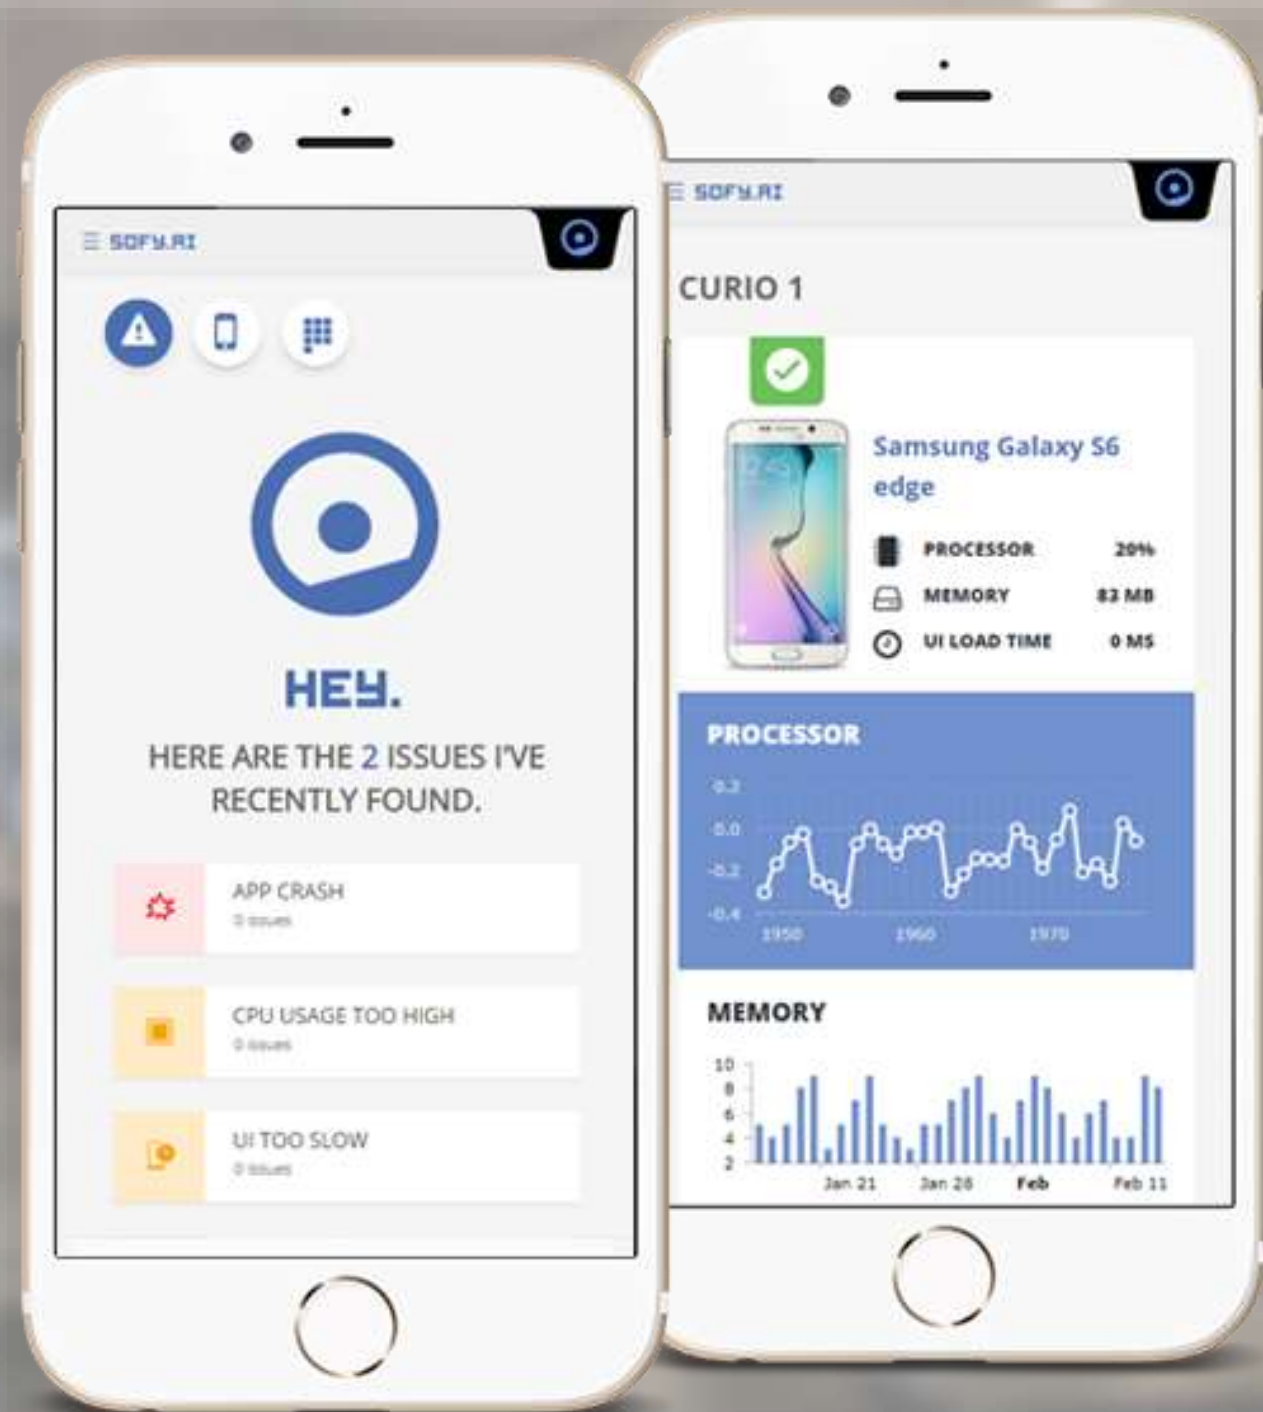 SOFY.AI
HEY.
HERE ARE THE 2 ISSUES I'VE
RECENTLY FOUND.
APP CRASH
0 issues
CPU USAGE TOO HIGH
0 issues
UI TOO SLOW
0 issues
SOFY.AI
CURIO 1
Samsung Galaxy S6
edge
PROCESSOR 20%
MEMORY 83 MB
UI LOAD TIME 0 MS
PROCESSOR
0.2
0.0
-0.2
-0.4
1950 1960 1970
MEMORY
10
8
6
4
2
Jan 21 Jan 28 Feb Feb 11